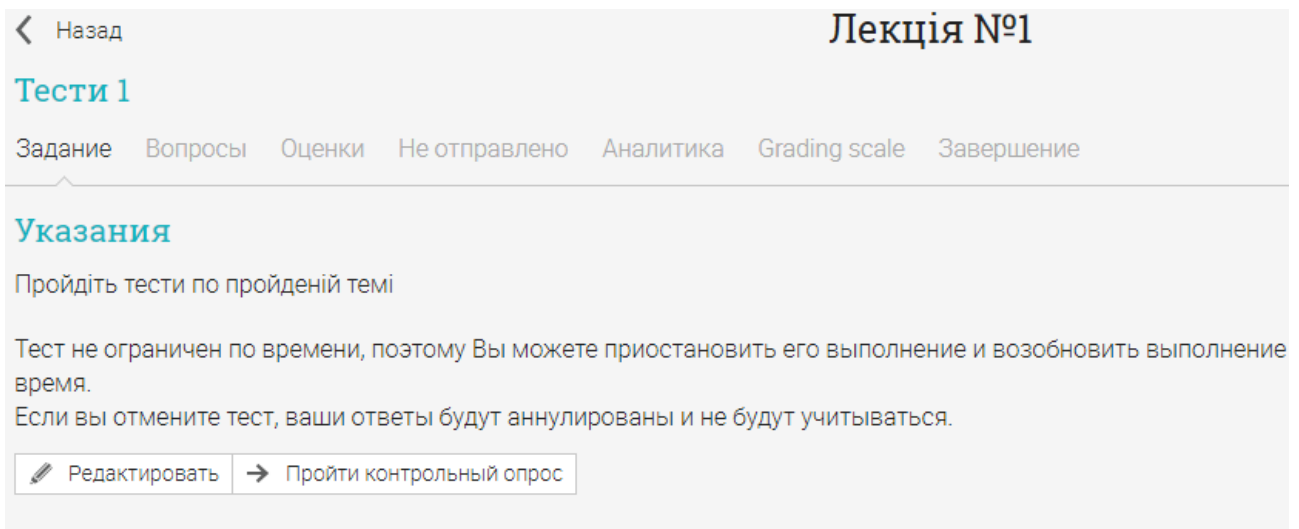 Назад
Лекція №1
Тести 1
Задание Вопросы Оценки Не отправлено Аналитика Grading scale Завершение
Указания
Пройдіть тести по пройденій темі
Тест не ограничен по времени, поэтому Вы можете приостановить его выполнение и возобновить выполнение
время.
Если вы отмените тест, ваши ответы будут аннулированы и не будут учитываться.
Редактировать Пройти контрольный опрос